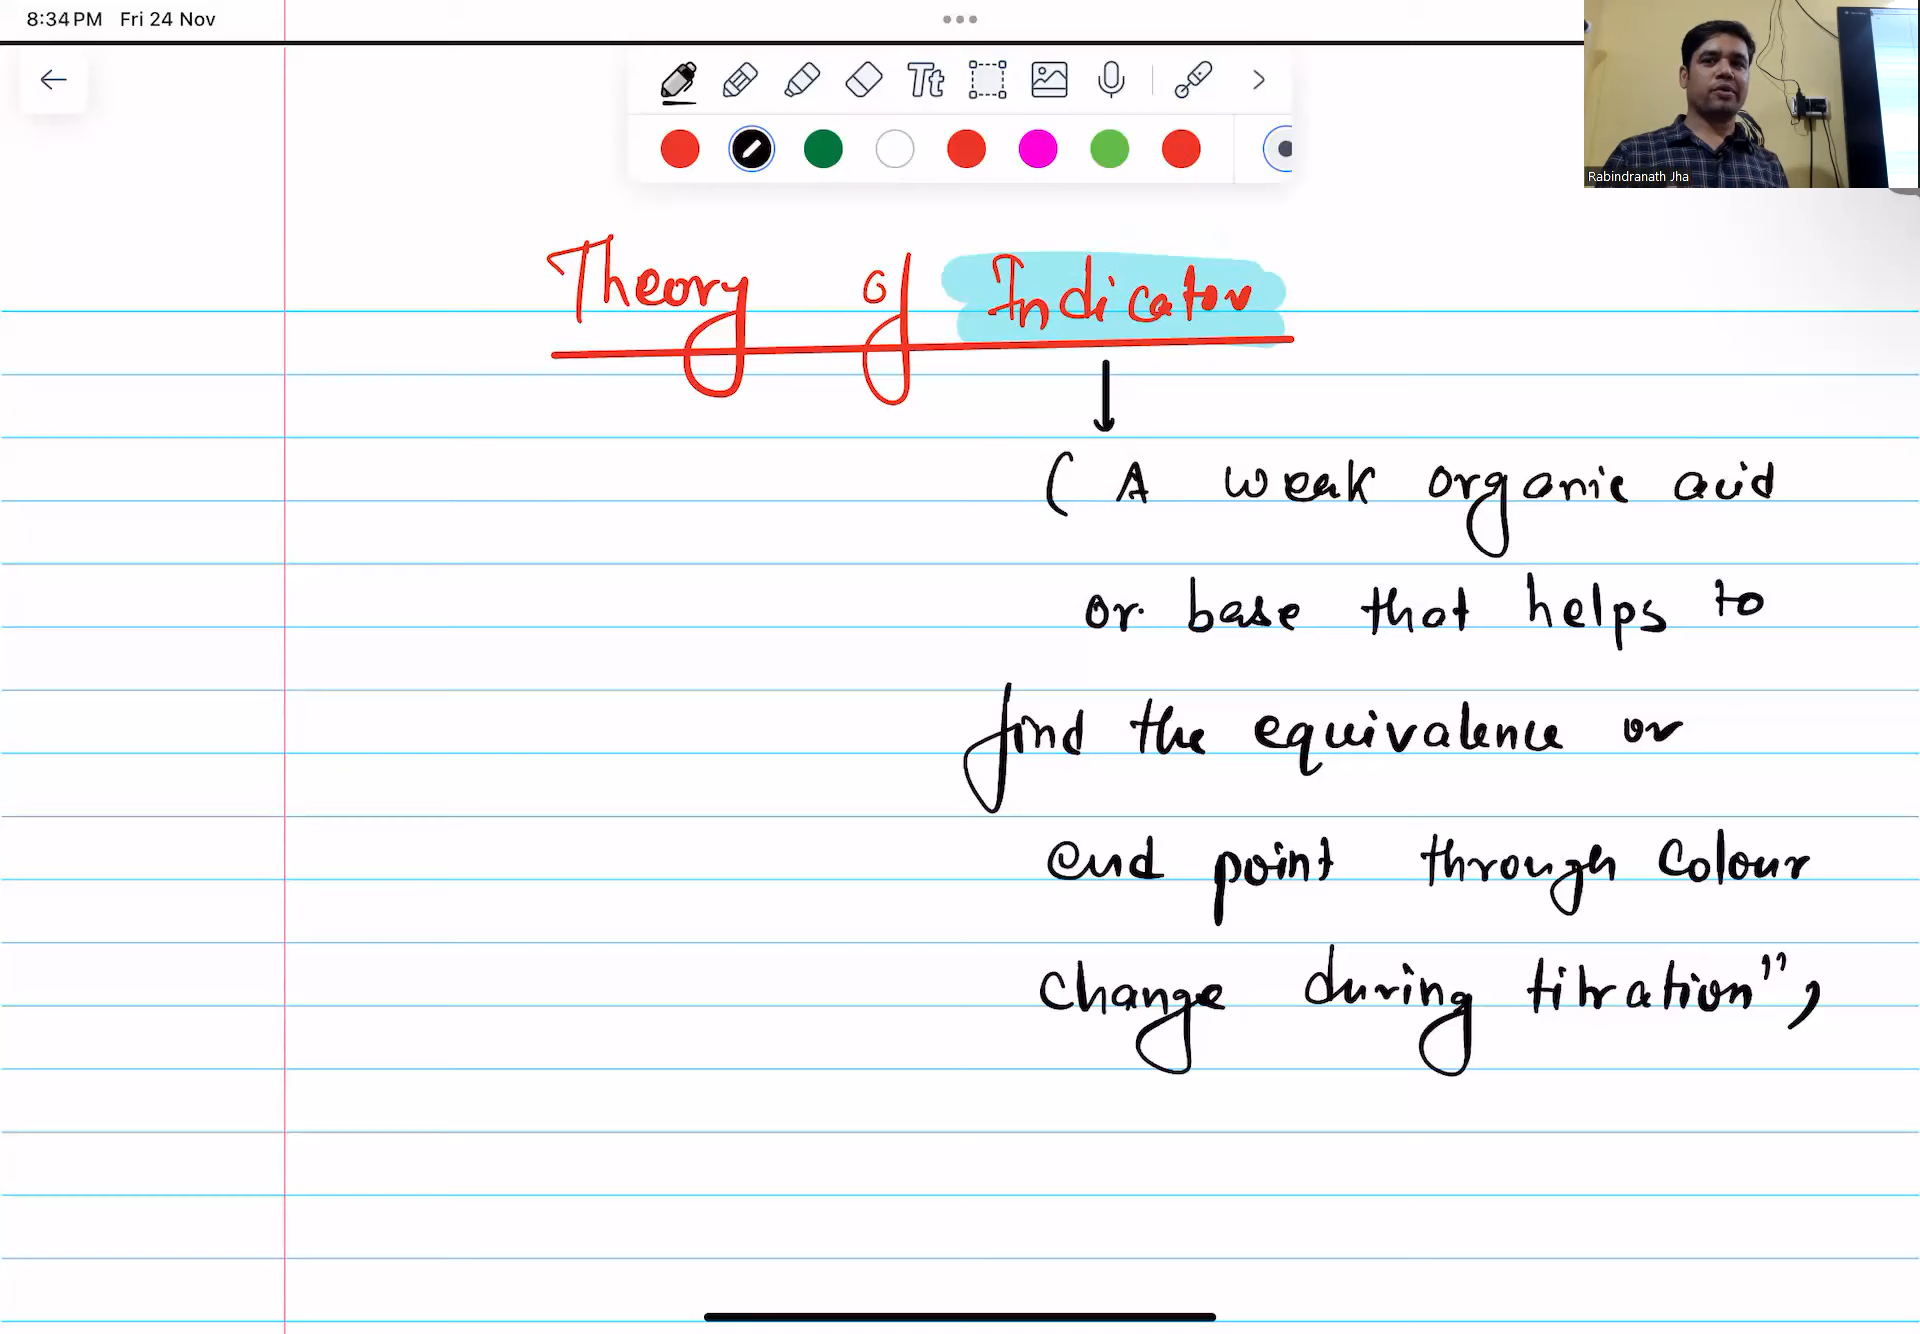 8:34 PM Fri 24 Nov
Tt
Rabindranath Jha
Theory of Indicator
( A weak organic acid
or base that helps to
find the equivalence or
end point through colour
change during titration",